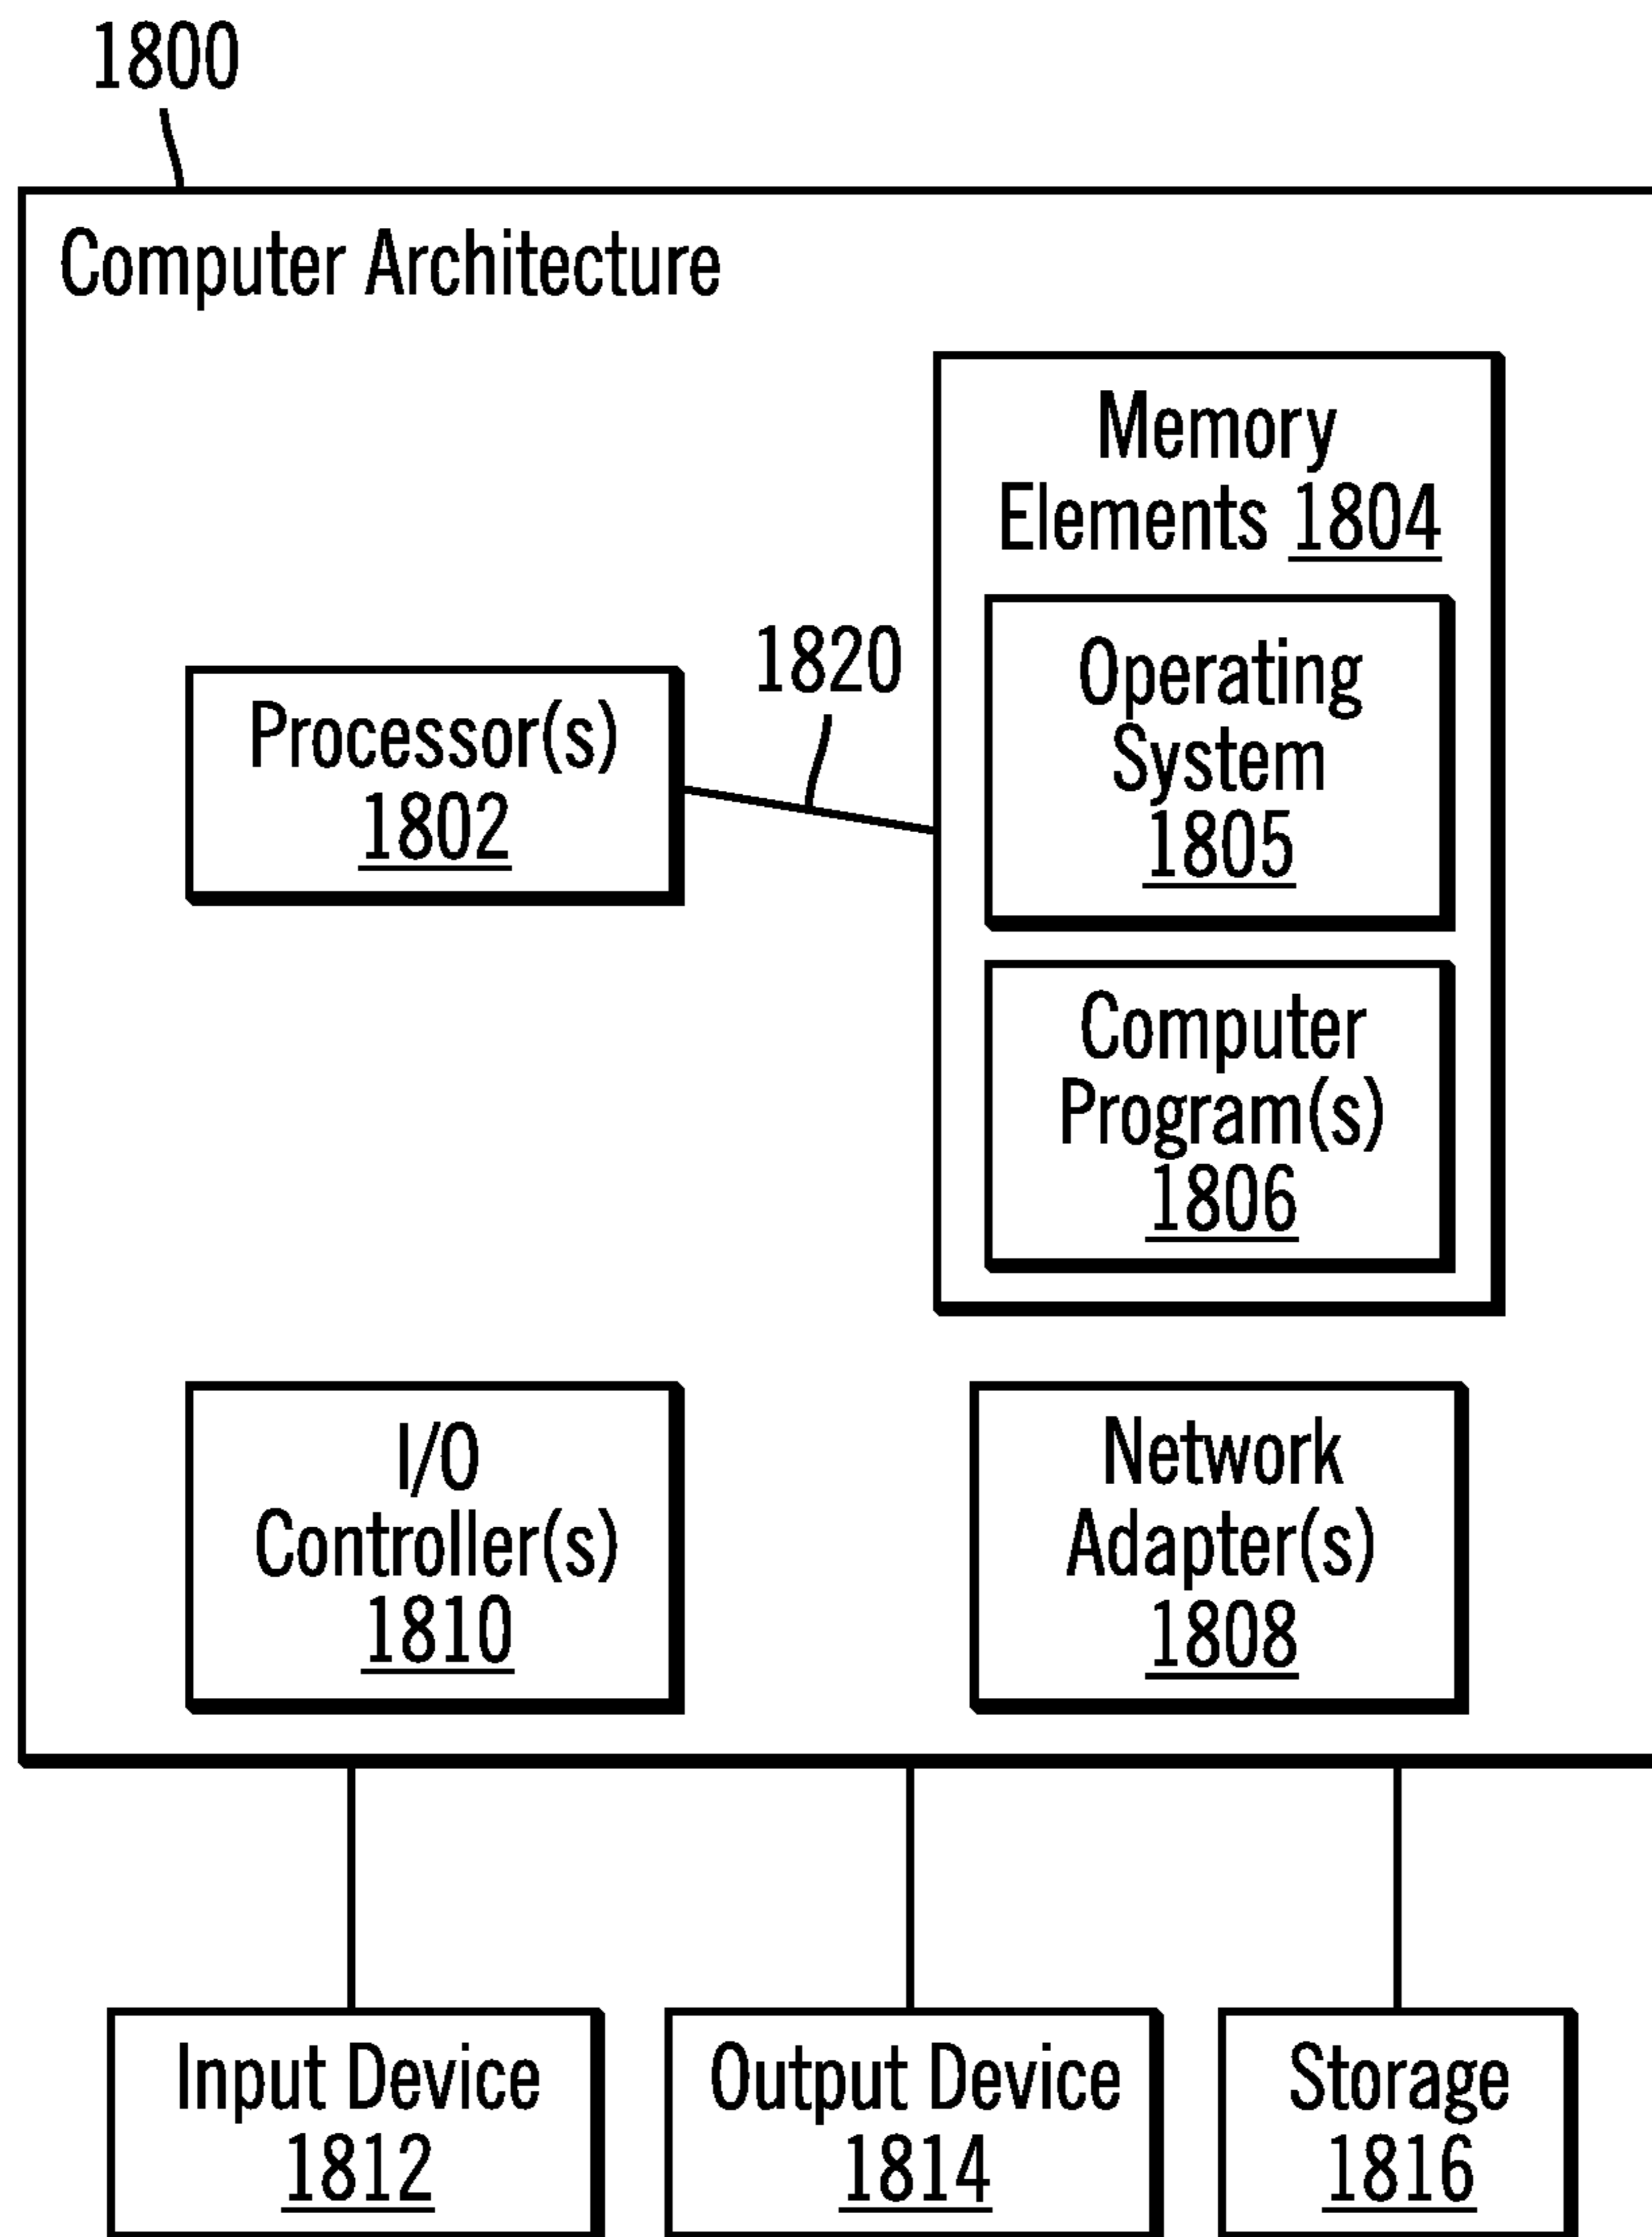 1800
Computer Architecture
Memory
Elements 1804
Operating
System
1805
1820
Processor(s)
1802
Computer
Program(s)
1806
I/O
Controller(s)
1810
Network
Adapter(s)
1808
Input Device
1812
Output Device
1814
Storage
1816